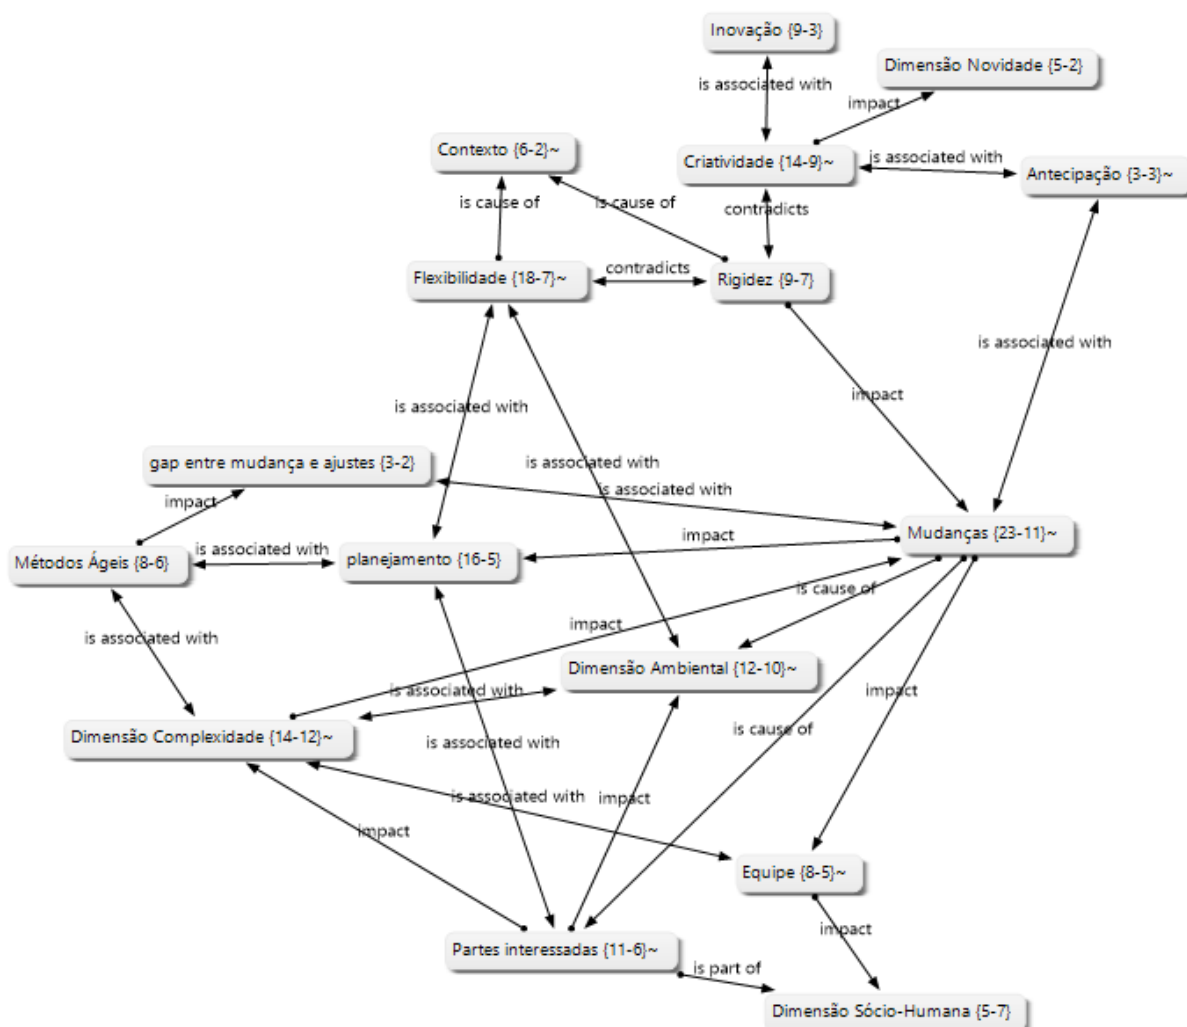 Inovação {9-3}
Dimensão Novidade {5-2}
is associated with
impact
Contexto {6-2}~
Criatividade {14-9}~
is associated with
Antecipação {3-3}~
is cause of
is cause of
contradicts
Flexibilidade {18-7}~
contradicts
Rigidez {9-7}
is associated with
impact
is associated with
gap entre mudança e ajustes {3-2}
is associated with
is associated with
impact
Mudanças {23-11}~
impact
Métodos Ágeis {8-6}
is associated with
planejamento {16-5}
is cause of
impact
is associated with
Dimensão Ambiental {12-10}~
is associated with
impact
Dimensão Complexidade {14-12}~
is associated with
is cause of
is associated with
impact
impact
Equipe {8-5}~
impact
Partes interessadas {11-6}~
is part of
Dimensão Sócio-Humana {5-7}